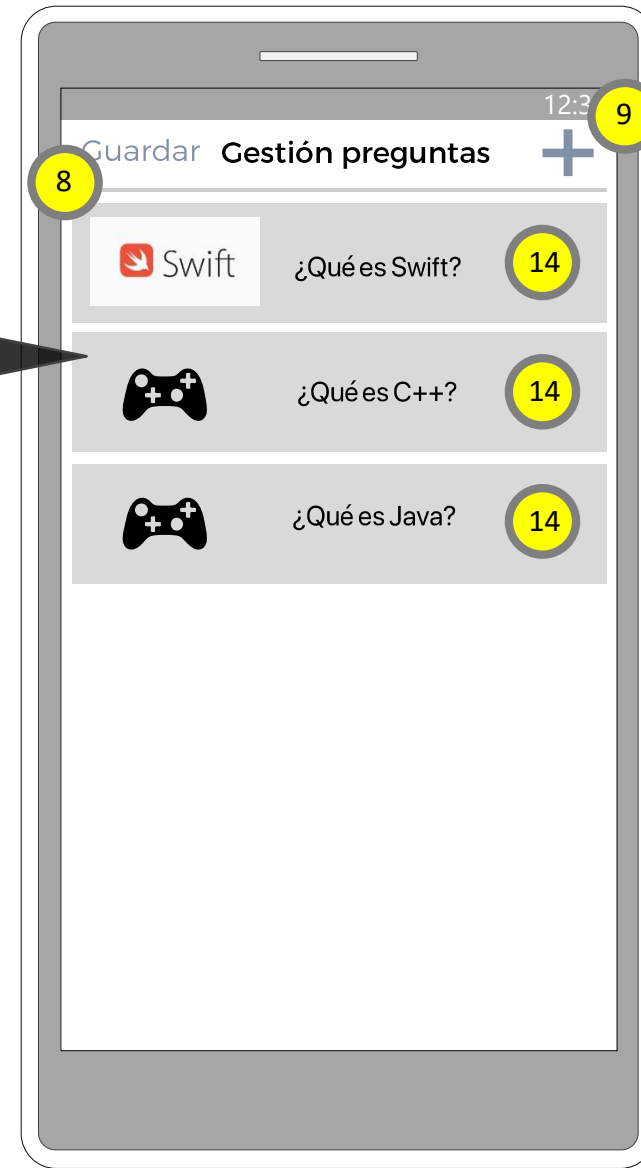 12:3
9
Guardar Gestión preguntas
8
Swift ¿Qué es Swift? 14
¿Qué es C++? 14
¿Qué es Java? 14